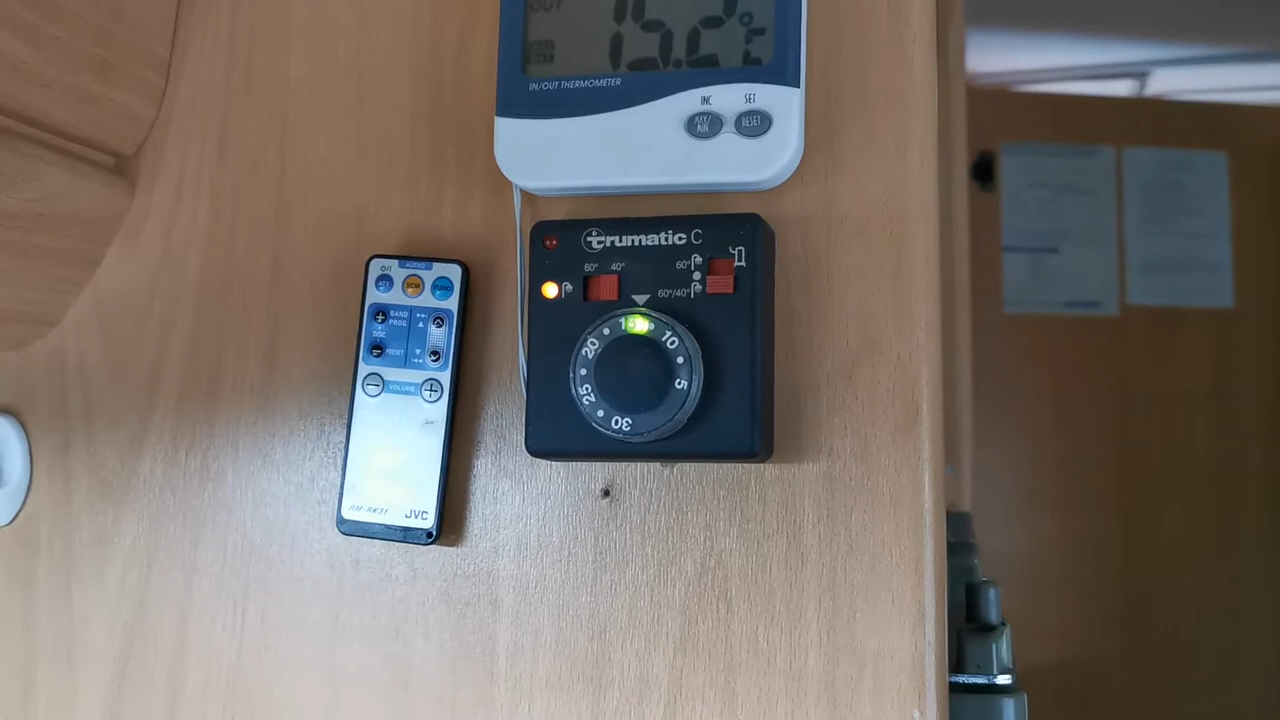 OUT
15.2°C
IN/OUT THERMOMETER
INC SET
MAX/MIN RESET
trumatic C
60° 40°
60°
60°/40°
10
5
30
25
20
AUDIO
⏻/I
ATT SCM FUNC
+ BAND
PROG
DISC
− PRESET
− VOLUME +
RM-RK31 JVC